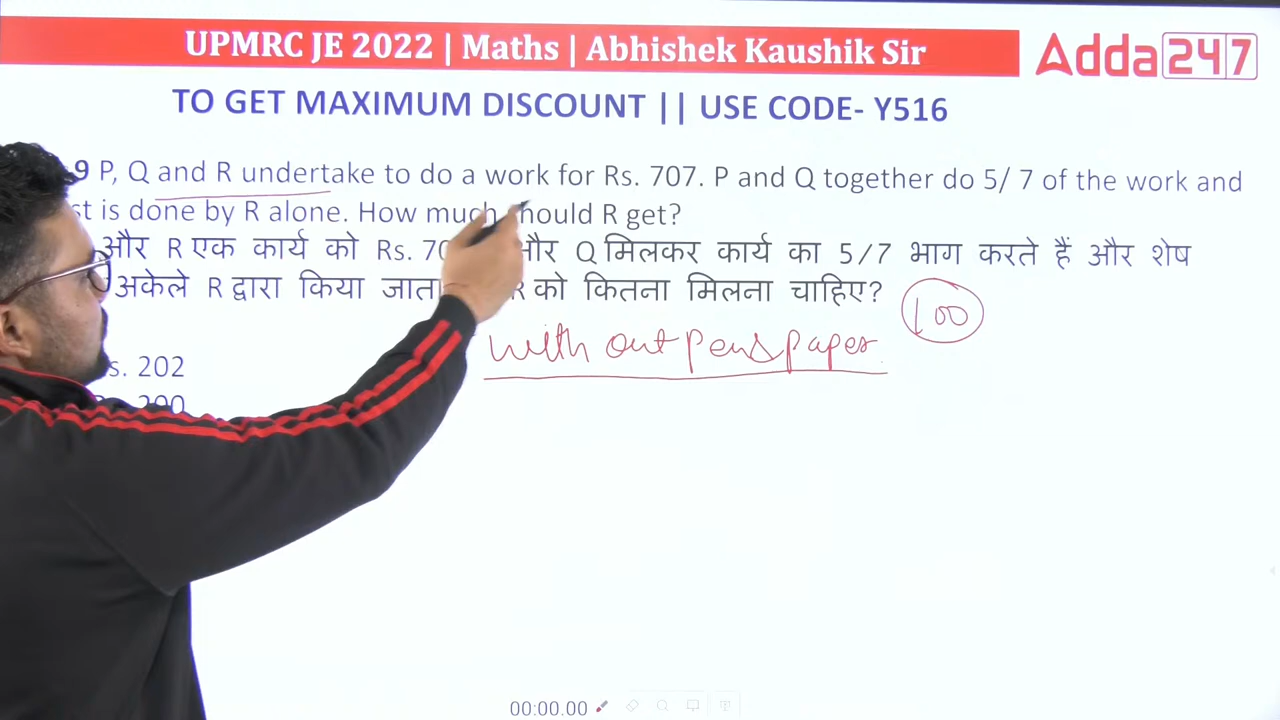 UPMRC JE 2022 | Maths | Abhishek Kaushik Sir
Adda 247
TO GET MAXIMUM DISCOUNT || USE CODE- Y516
9 P, Q and R undertake to do a work for Rs. 707. P and Q together do 5/ 7 of the work and
is done by R alone. How much should R get?
और R एक कार्य को Rs. और Q मिलकर कार्य का 5/7 भाग करते हैं और शेष
अकेले R द्वारा किया जाता को कितना मिलना चाहिए?
100
with out pen & paper
Rs. 202
00:00.00